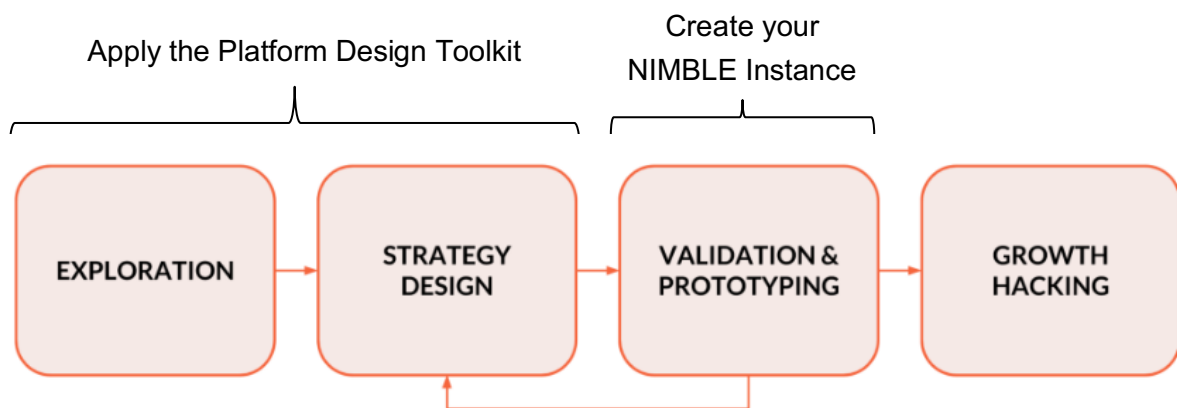 Apply the Platform Design Toolkit
Create your
NIMBLE Instance
EXPLORATION
STRATEGY
DESIGN
VALIDATION &
PROTOTYPING
GROWTH
HACKING